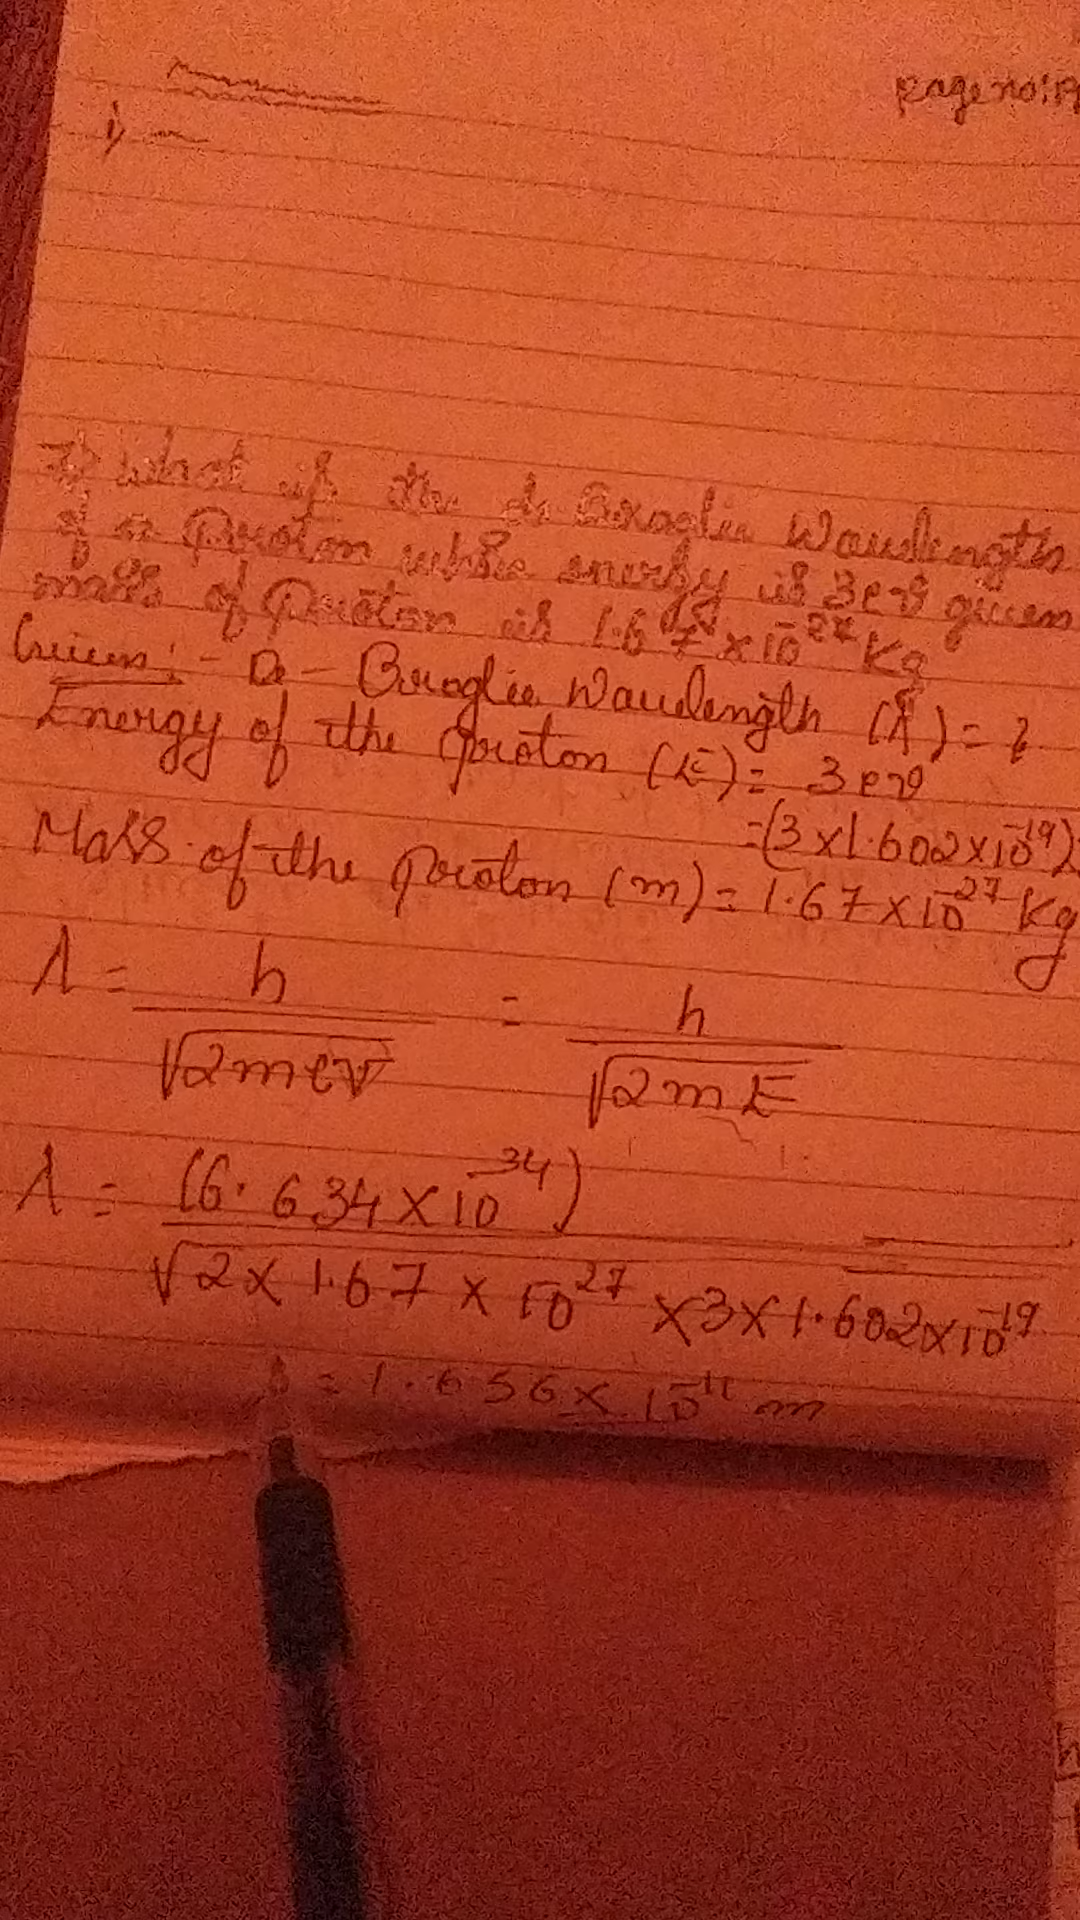 page no:
i)
7) What is the de Broglie Wavelength
of a Proton whose energy is 3eV given
mass of Proton is 1.67 × 10⁻²⁷ Kg
Given :- De - Broglie Wavelength (λ) = ?
Energy of the proton (E) = 3eV
= (3×1.602×10⁻¹⁹)
Mass of the proton (m) = 1.67×10⁻²⁷ Kg
λ = h / √2meV = h / √2mE
λ = (6.634×10⁻³⁴)
√2× 1.67 × 10⁻²⁷ ×3×1.602×10⁻¹⁹
λ = 1.656× 10⁻¹¹ m